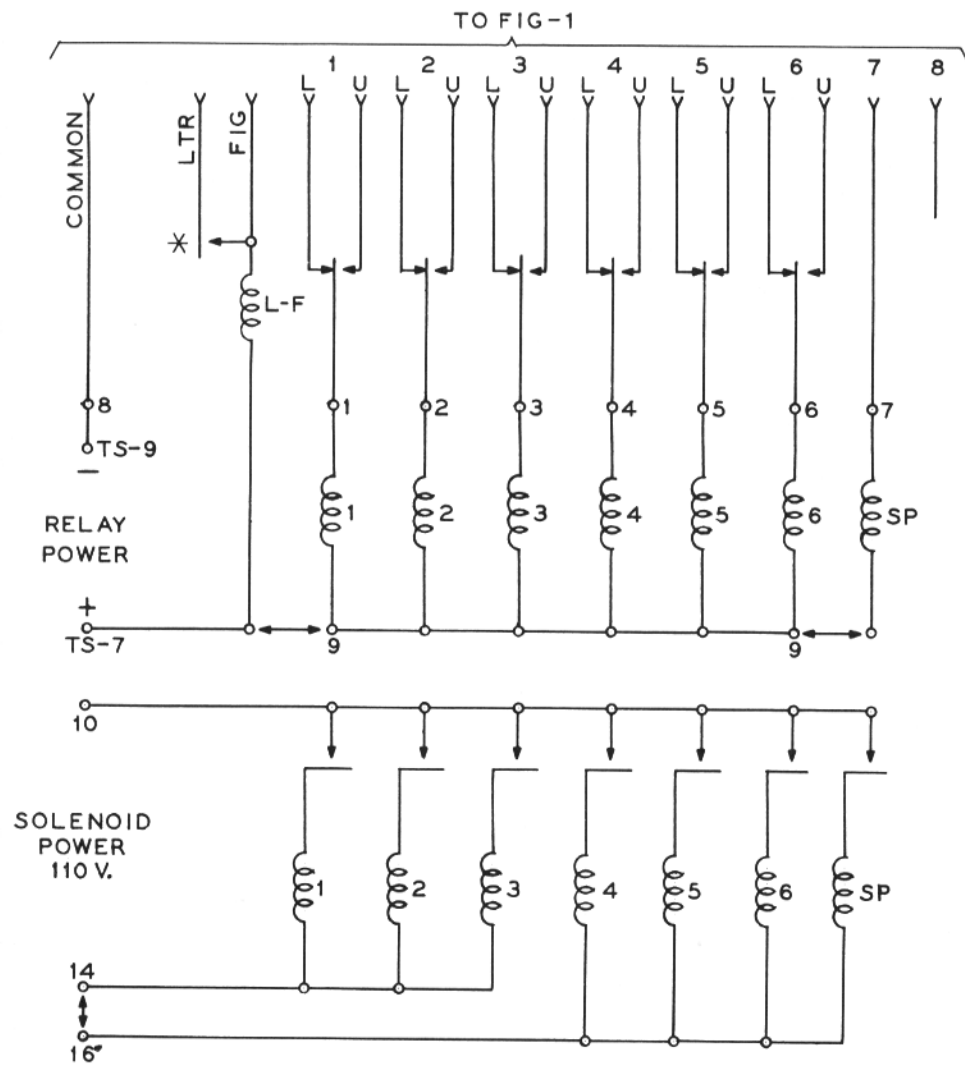 TO FIG-1
1 2 3 4 5 6 7 8
L U L U L U L U L U L U
COMMON
LTR
FIG
*
L-F
8 1 2 3 4 5 6 7
TS-9
−
1 2 3 4 5 6 SP
RELAY
POWER
+
TS-7 9 9
10
SOLENOID
POWER
110 V.
1 2 3 4 5 6 SP
14
16